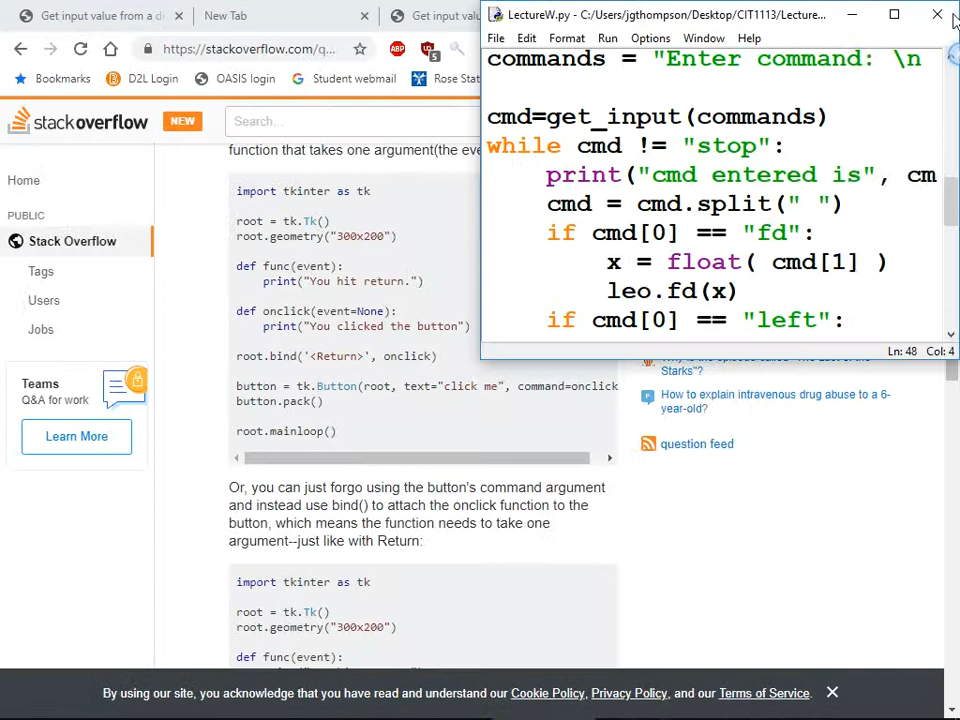 Get input value from a d
New Tab
Get input valu
https://stackoverflow.com/q...
ABP
5
Bookmarks
D2L Login
OASIS login
Student webmail
Rose Stat
LectureW.py - C:/Users/jgthompson/Desktop/CIT1113/Lecture...
File Edit Format Run Options Window Help
commands = "Enter command: \n
cmd=get_input(commands)
while cmd != "stop":
print("cmd entered is", cm
cmd = cmd.split(" ")
if cmd[0] == "fd":
x = float( cmd[1] )
leo.fd(x)
if cmd[0] == "left":
Ln: 48 Col: 4
stackoverflow
NEW
Search...
Home
PUBLIC
Stack Overflow
Tags
Users
Jobs
Teams
Q&A for work
Learn More
function that takes one argument(the eve
import tkinter as tk
root = tk.Tk()
root.geometry("300x200")
def func(event):
print("You hit return.")
def onclick(event=None):
print("You clicked the button")
root.bind('<Return>', onclick)
button = tk.Button(root, text="click me", command=onclick
button.pack()
root.mainloop()
Or, you can just forgo using the button's command argument
and instead use bind() to attach the onclick function to the
button, which means the function needs to take one
argument--just like with Return:
import tkinter as tk
root = tk.Tk()
root.geometry("300x200")
def func(event):
Starks"?
How to explain intravenous drug abuse to a 6-
year-old?
question feed
By using our site, you acknowledge that you have read and understand our Cookie Policy, Privacy Policy, and our Terms of Service.